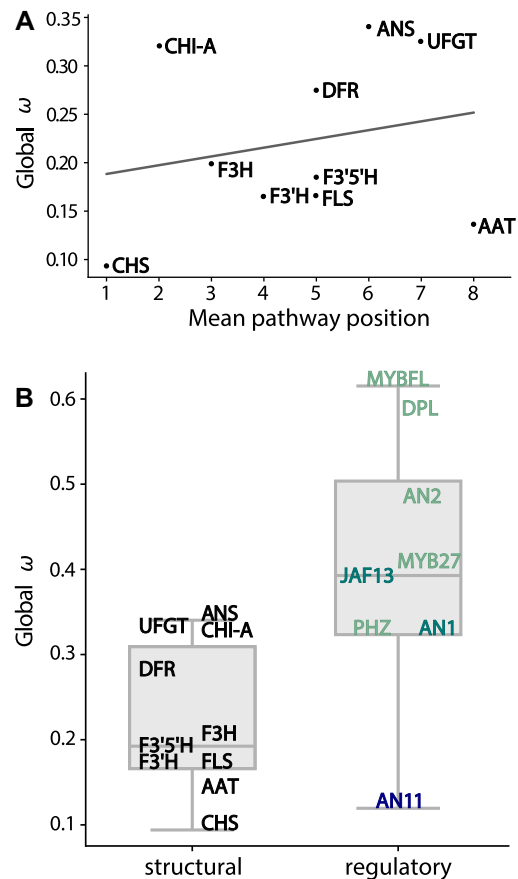 A
0.35
0.30
0.25
0.20
0.15
0.10
Global ω
CHI-A
ANS
UFGT
DFR
F3H
F3'5'H
F3'H
FLS
AAT
CHS
1 2 3 4 5 6 7 8
Mean pathway position
B
0.6
0.5
0.4
0.3
0.2
0.1
Global ω
MYBFL
DPL
AN2
MYB27
JAF13
PHZ AN1
AN11
ANS
UFGT
CHI-A
DFR
F3H
F3'5'H
F3'H FLS
AAT
CHS
structural regulatory